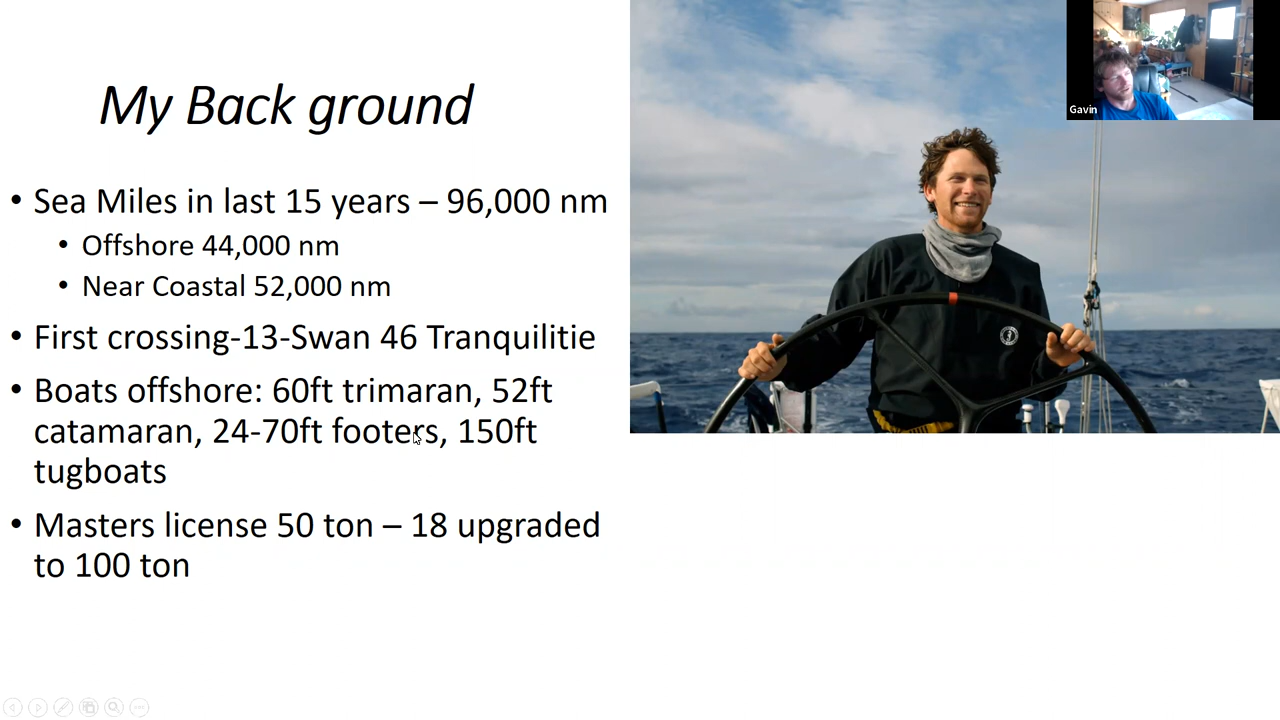 My Back ground
• Sea Miles in last 15 years – 96,000 nm
• Offshore 44,000 nm
• Near Coastal 52,000 nm
• First crossing-13-Swan 46 Tranquilitie
• Boats offshore: 60ft trimaran, 52ft
catamaran, 24-70ft footers, 150ft
tugboats
• Masters license 50 ton – 18 upgraded
to 100 ton
Gavin